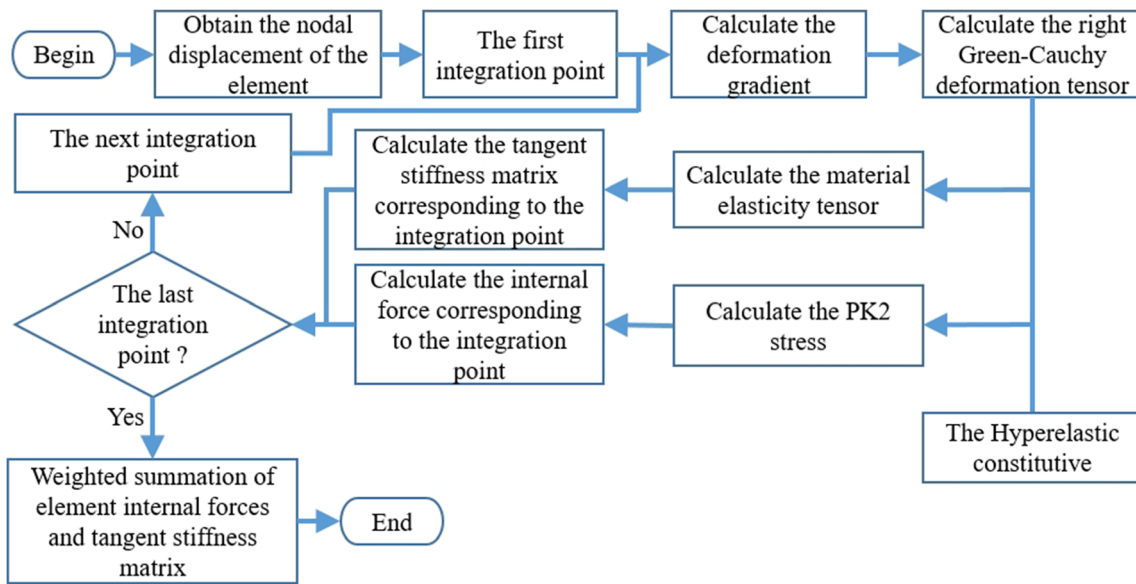 Begin
Obtain the nodal
displacement of the
element
The first
integration point
Calculate the
deformation
gradient
Calculate the right
Green-Cauchy
deformation tensor
The next integration
point
Calculate the tangent
stiffness matrix
corresponding to the
integration point
Calculate the material
elasticity tensor
No
The last
integration
point ?
Calculate the internal
force corresponding
to the integration
point
Calculate the PK2
stress
Yes
The Hyperelastic
constitutive
Weighted summation of
element internal forces
and tangent stiffness
matrix
End